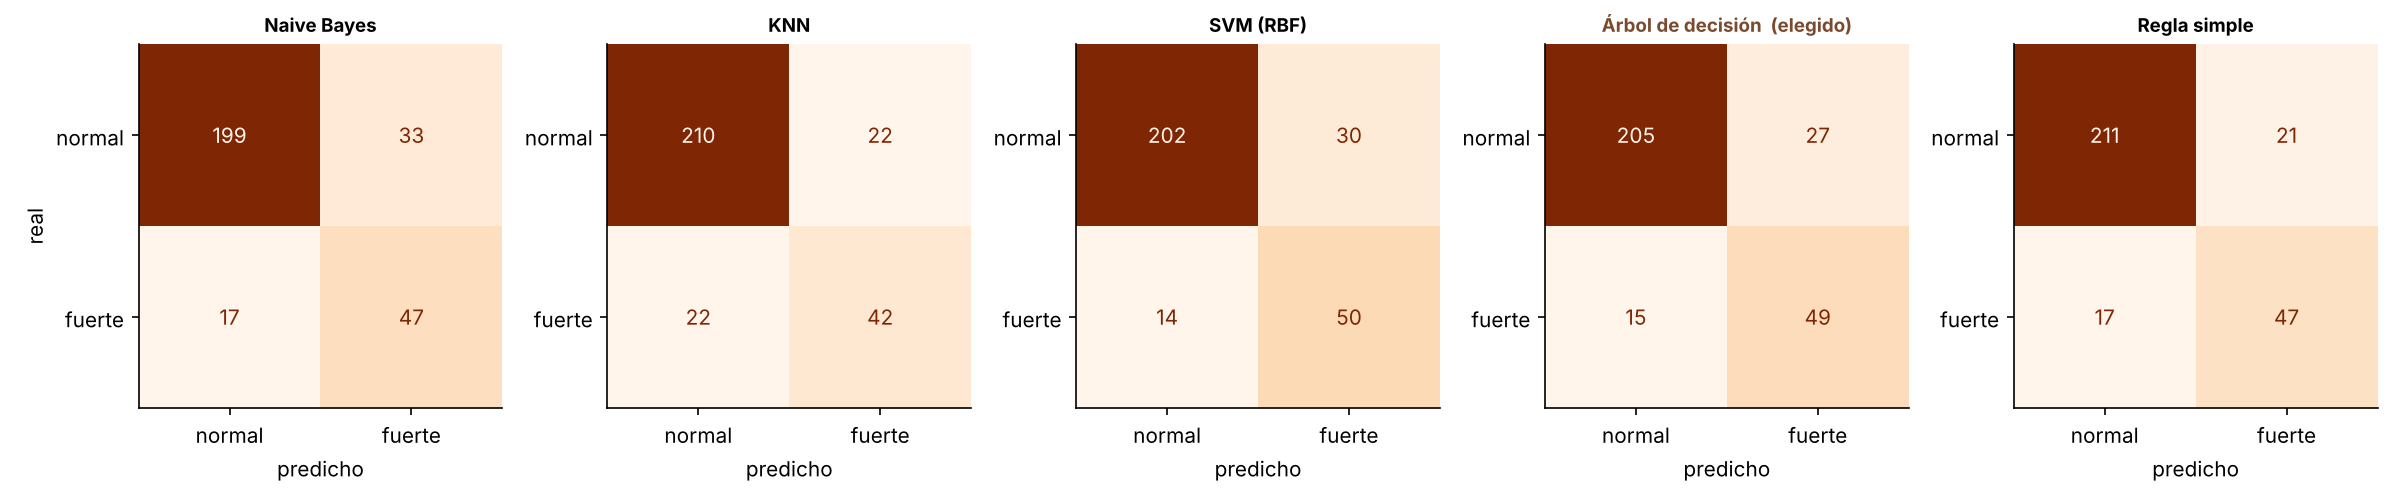 Naive Bayes
real
normal
199
33
fuerte
17
47
normal
fuerte
predicho
KNN
normal
210
22
fuerte
22
42
normal
fuerte
predicho
SVM (RBF)
normal
202
30
fuerte
14
50
normal
fuerte
predicho
Árbol de decisión (elegido)
normal
205
27
fuerte
15
49
normal
fuerte
predicho
Regla simple
normal
211
21
fuerte
17
47
normal
fuerte
predicho